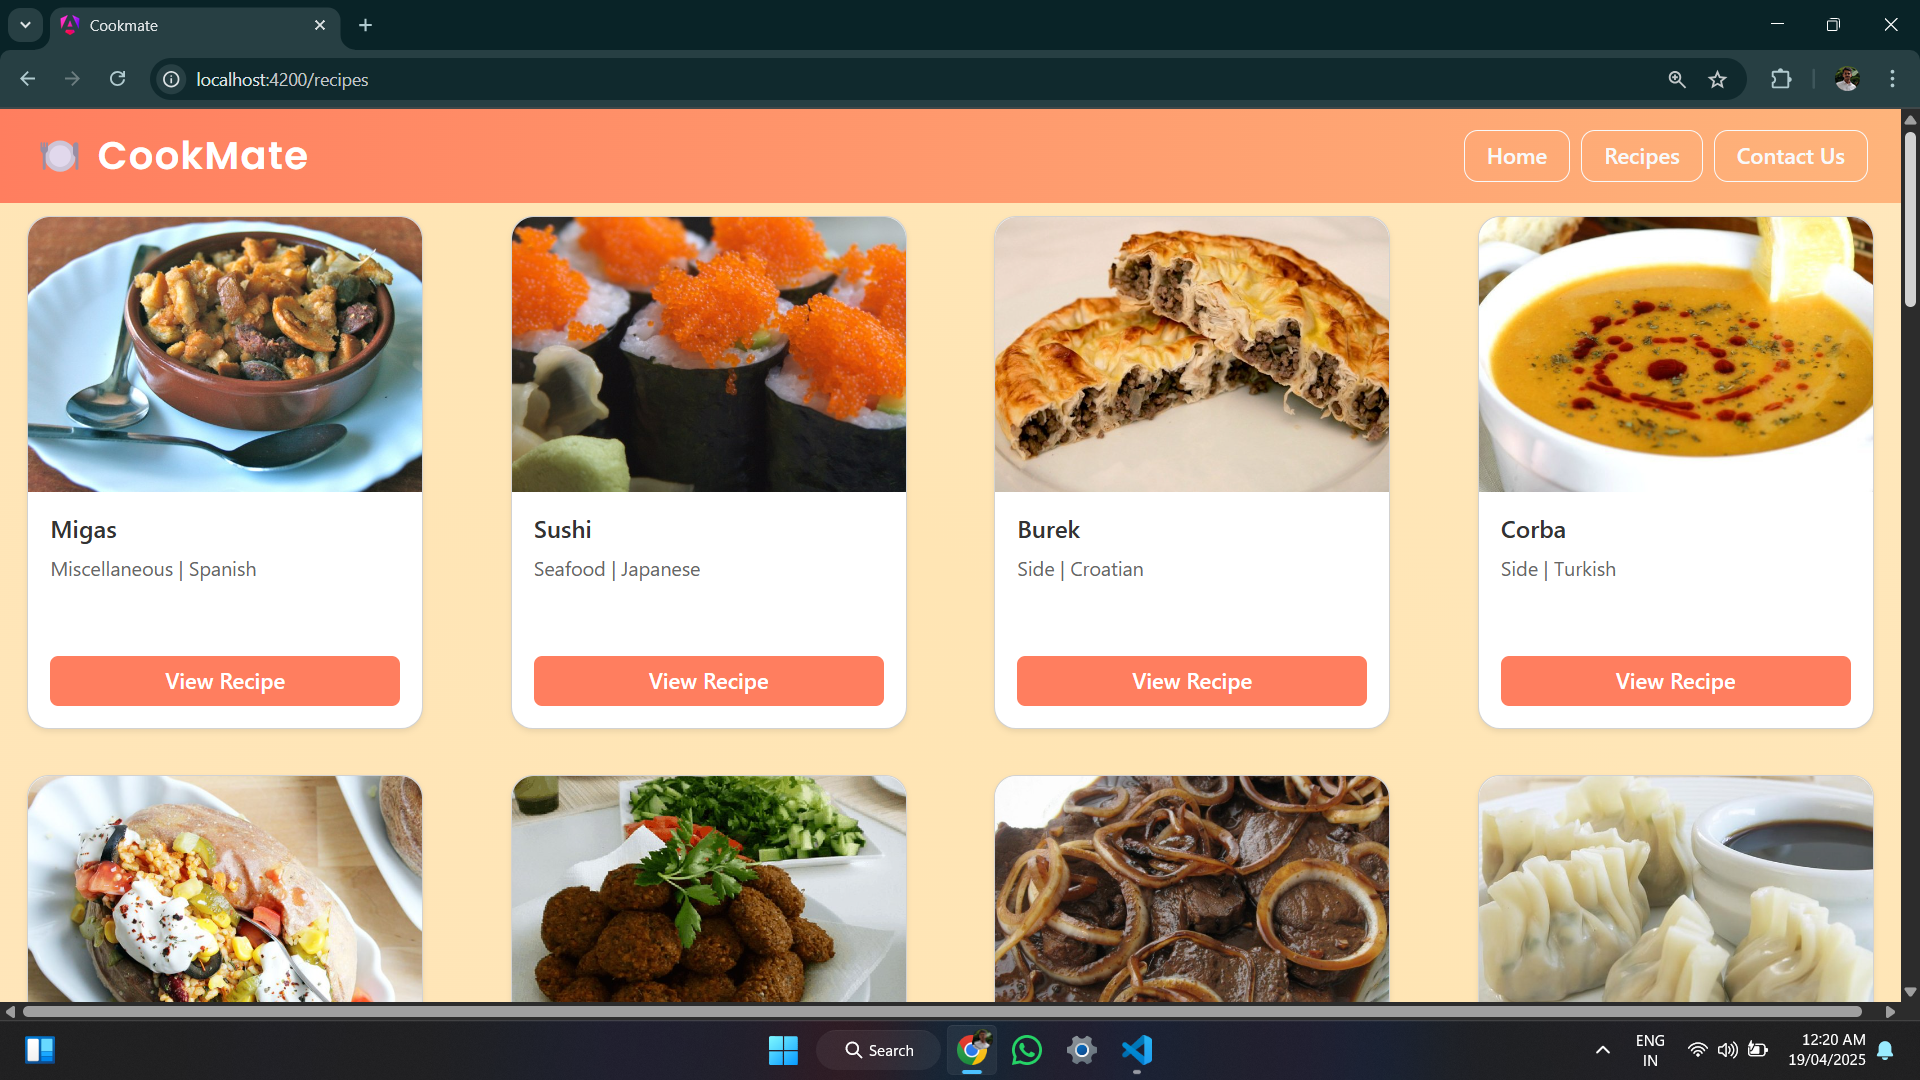 Cookmate
localhost:4200/recipes
CookMate
Home
Recipes
Contact Us
Migas
Miscellaneous | Spanish
View Recipe
Sushi
Seafood | Japanese
View Recipe
Burek
Side | Croatian
View Recipe
Corba
Side | Turkish
View Recipe
Search
ENG
IN
12:20 AM
19/04/2025